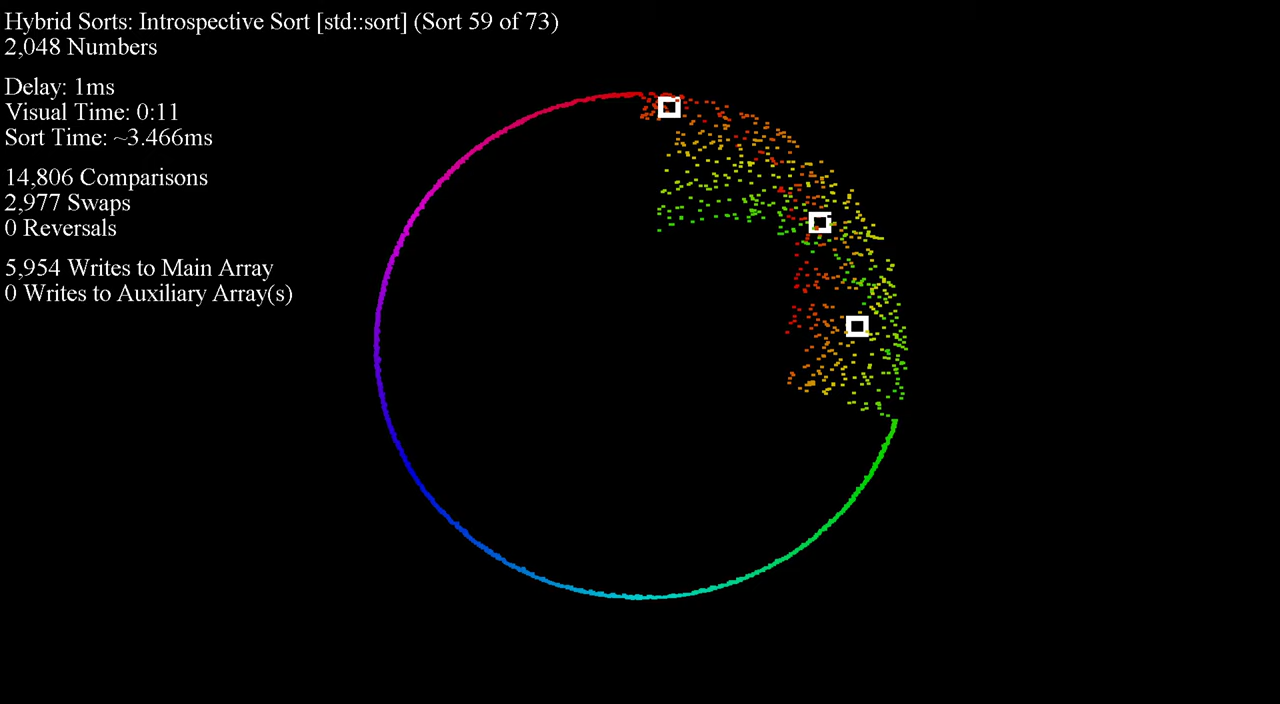 Hybrid Sorts: Introspective Sort [std::sort] (Sort 59 of 73)
2,048 Numbers
Delay: 1ms
Visual Time: 0:11
Sort Time: ~3.466ms
14,806 Comparisons
2,977 Swaps
0 Reversals
5,954 Writes to Main Array
0 Writes to Auxiliary Array(s)